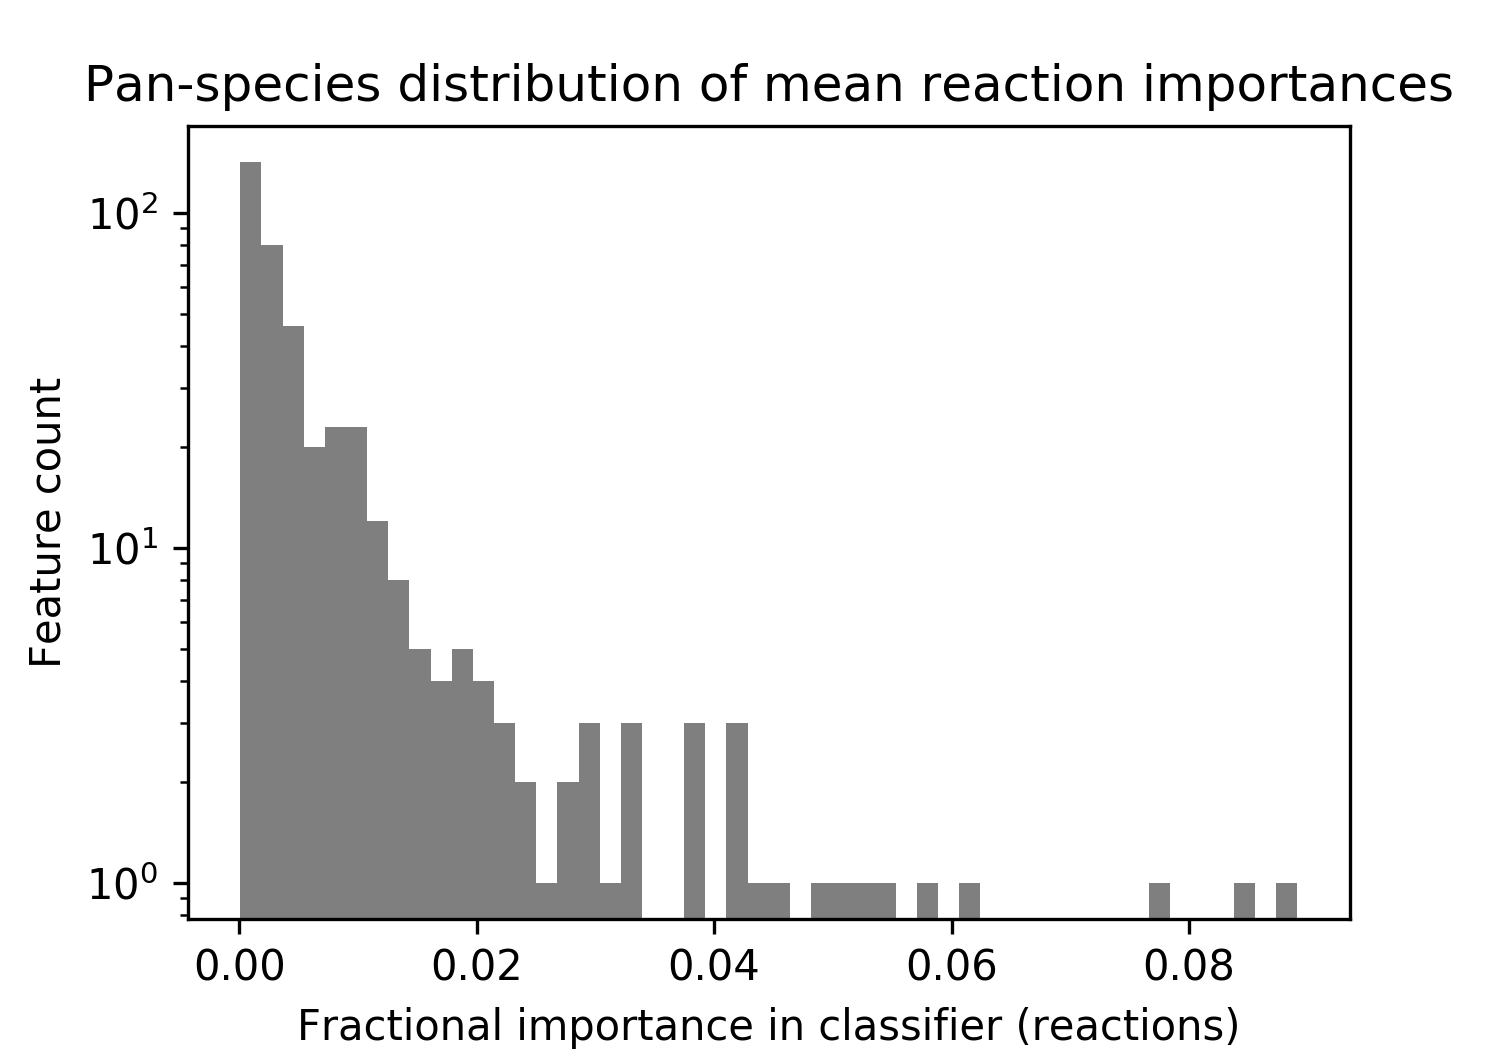 Pan-species distribution of mean reaction importances
10²
10¹
10⁰
Feature count
0.00 0.02 0.04 0.06 0.08
Fractional importance in classifier (reactions)